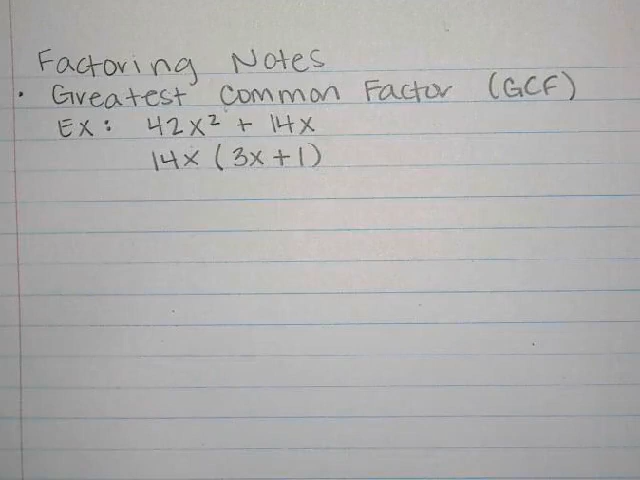 Factoring Notes
• Greatest Common Factor (GCF)
Ex: 42x² + 14x
14x (3x + 1)